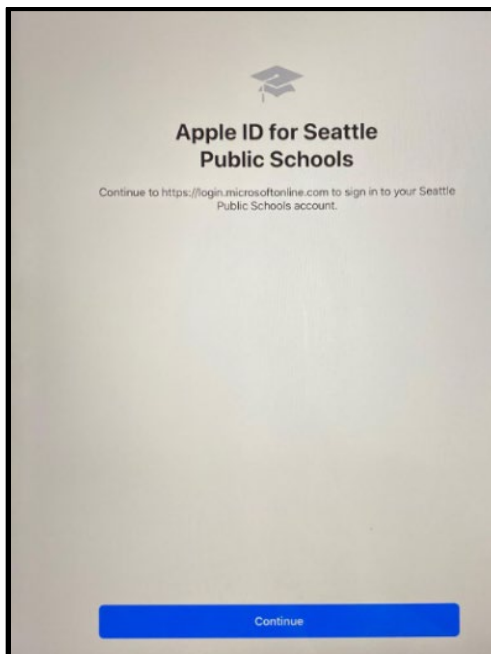 Apple ID for Seattle
Public Schools
Continue to https://login.microsoftonline.com to sign in to your Seattle
Public Schools account.
Continue